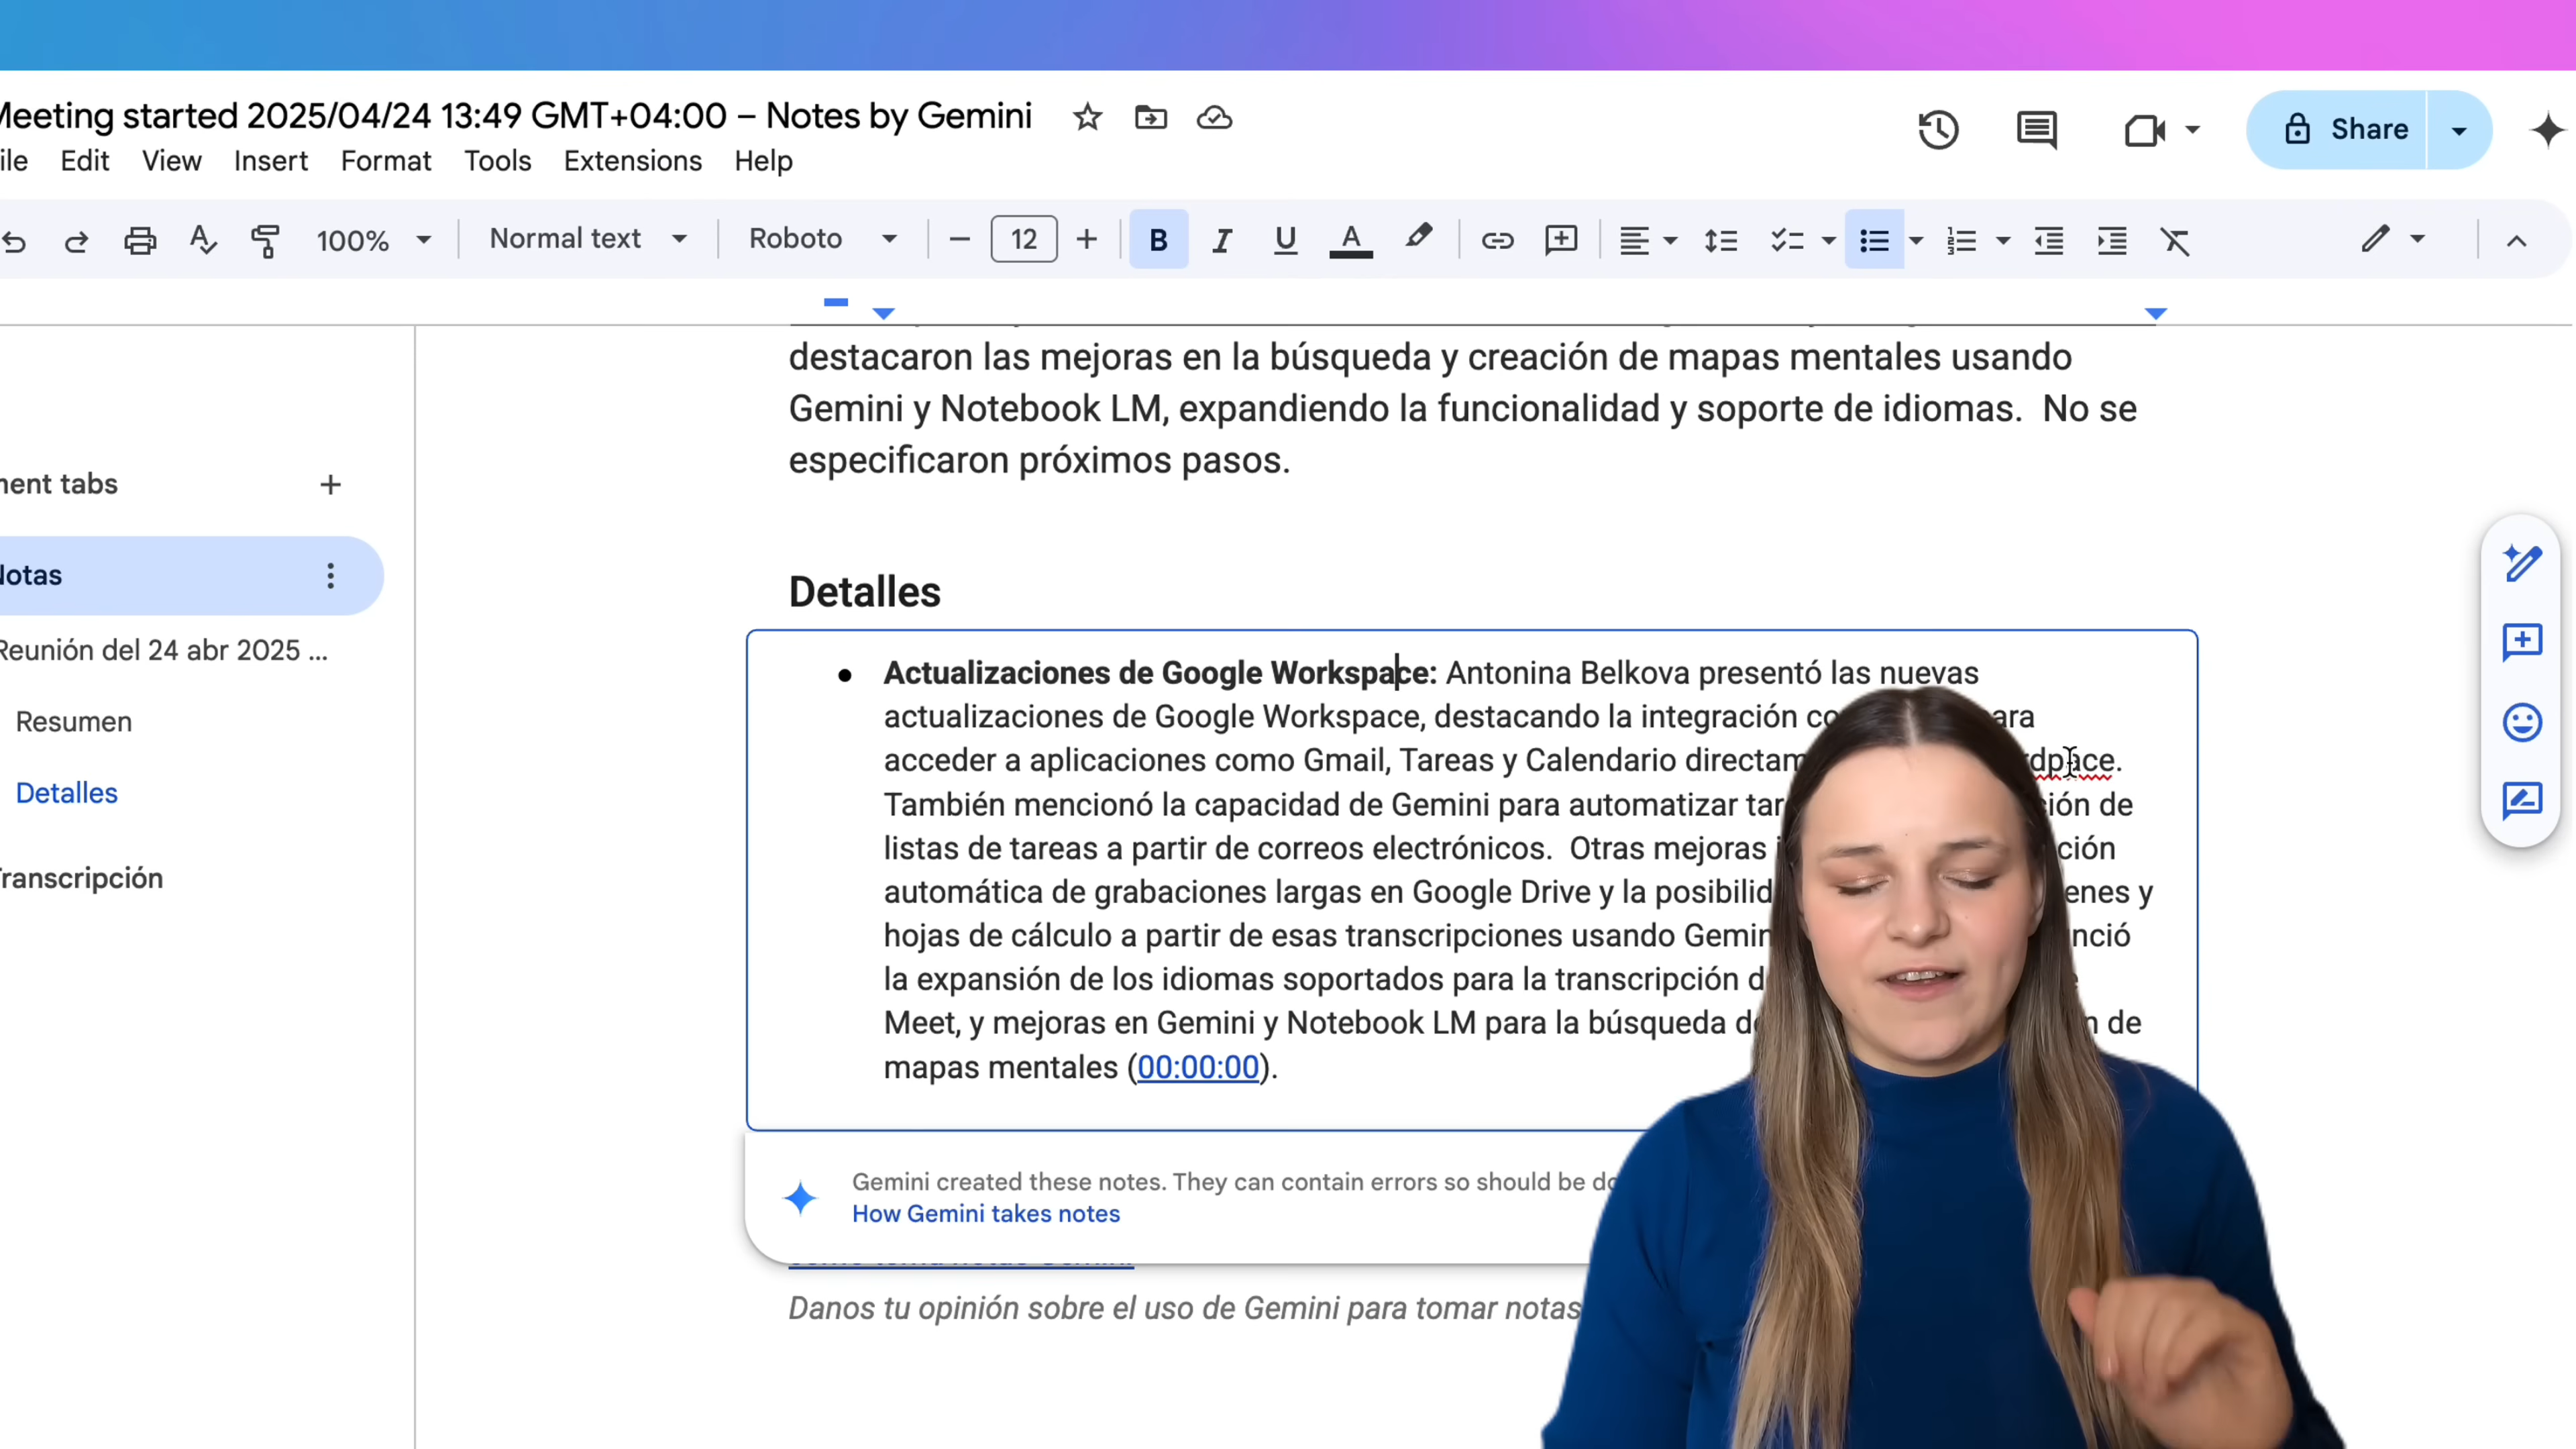 Meeting started 2025/04/24 13:49 GMT+04:00 – Notes by Gemini
Edit View Insert Format Tools Extensions Help
Share
100% Normal text Roboto 12 B I U A
destacaron las mejoras en la búsqueda y creación de mapas mentales usando
Gemini y Notebook LM, expandiendo la funcionalidad y soporte de idiomas. No se
especificaron próximos pasos.
tabs
Notas
Reunión del 24 abr 2025 ...
Resumen
Detalles
Transcripción
Detalles
Actualizaciones de Google Workspace: Antonina Belkova presentó las nuevas
actualizaciones de Google Workspace, destacando la integración
acceder a aplicaciones como Gmail, Tareas y Calendario
También mencionó la capacidad de Gemini para automatizar de
listas de tareas a partir de correos electrónicos. Otras mejoras
automática de grabaciones largas en Google Drive y la y
hojas de cálculo a partir de esas transcripciones usando
la expansión de los idiomas soportados para la transcripción
Meet, y mejoras en Gemini y Notebook LM para la búsqueda de
mapas mentales (00:00:00).
Gemini created these notes. They can contain errors so should be
How Gemini takes notes
Danos tu opinión sobre el uso de Gemini para tomar notas